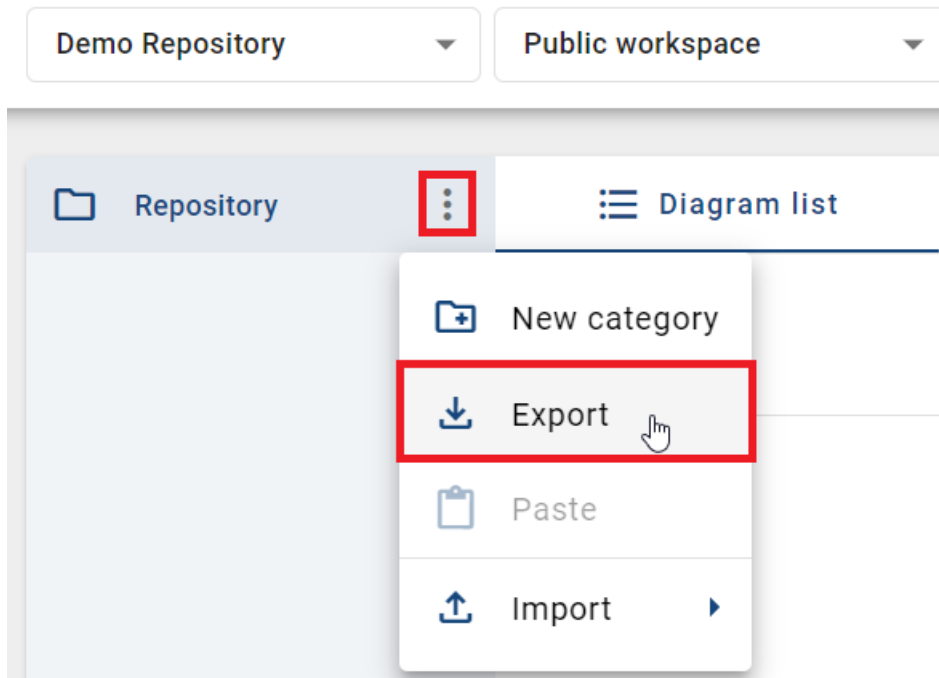 Demo Repository
Public workspace
Repository
Diagram list
New category
Export
Paste
Import